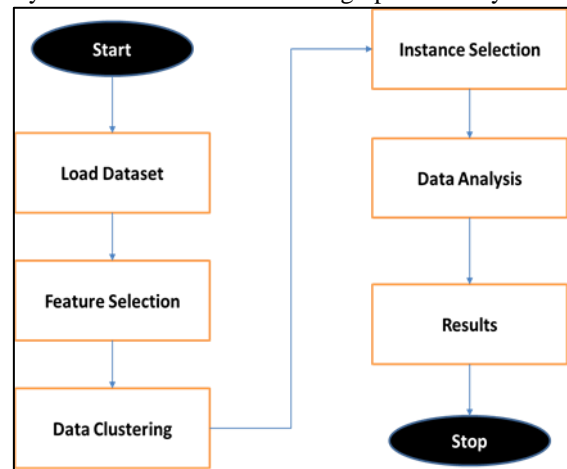 Start
Load Dataset
Feature Selection
Data Clustering
Instance Selection
Data Analysis
Results
Stop